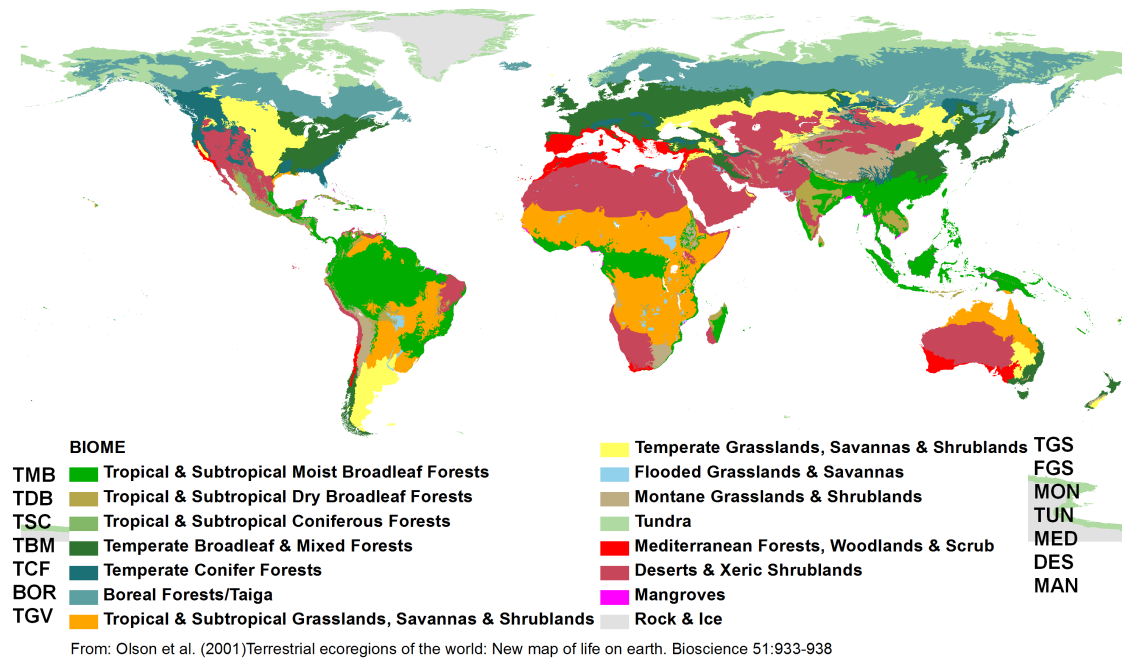 BIOME
TMB Tropical & Subtropical Moist Broadleaf Forests
TDB Tropical & Subtropical Dry Broadleaf Forests
TSC Tropical & Subtropical Coniferous Forests
TBM Temperate Broadleaf & Mixed Forests
TCF Temperate Conifer Forests
BOR Boreal Forests/Taiga
TGV Tropical & Subtropical Grasslands, Savannas & Shrublands
Temperate Grasslands, Savannas & Shrublands TGS
Flooded Grasslands & Savannas FGS
Montane Grasslands & Shrublands MON
Tundra TUN
Mediterranean Forests, Woodlands & Scrub MED
Deserts & Xeric Shrublands DES
Mangroves MAN
Rock & Ice
From: Olson et al. (2001)Terrestrial ecoregions of the world: New map of life on earth. Bioscience 51:933-938